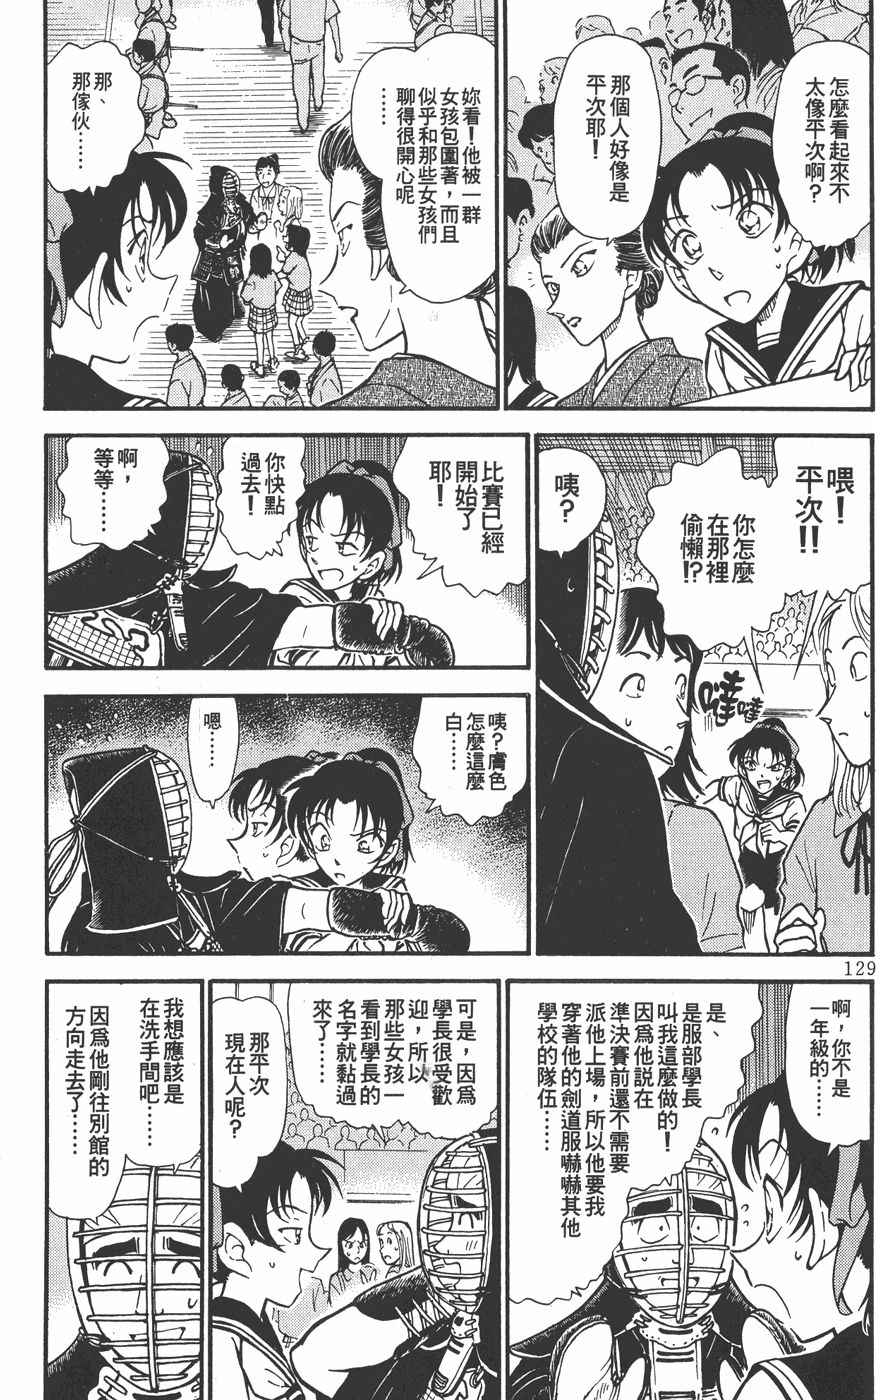 怎麼看起來不
太像平次啊?
那個人好像是
平次耶!
妳看!他被一群
女孩包圍著,而且
似乎和那些女孩們
聊得很開心呢
……
那、
那傢伙……
喂!
平次!!
你怎麼
在那裡
偷懶!?
咦?
噠噠
比賽已經
開始了
耶!
你快點
過去!
啊,
等等……
咦?膚色
怎麼這麼
白……
嗯……
129
啊,你不是
一年級的……
是、
是服部學長
叫我這麼做的!
因為他說在
準決賽前還不需要
派他上場,所以他要我
穿著他的劍道服嚇嚇其他
學校的隊伍……
可是,因為
學長很受歡
迎,所以
那些女孩一
看到學長的
名字就黏過
來了……
那平次
現在人呢?
我想應該是
在洗手間吧……
因為他剛往別館的
方向走去了……